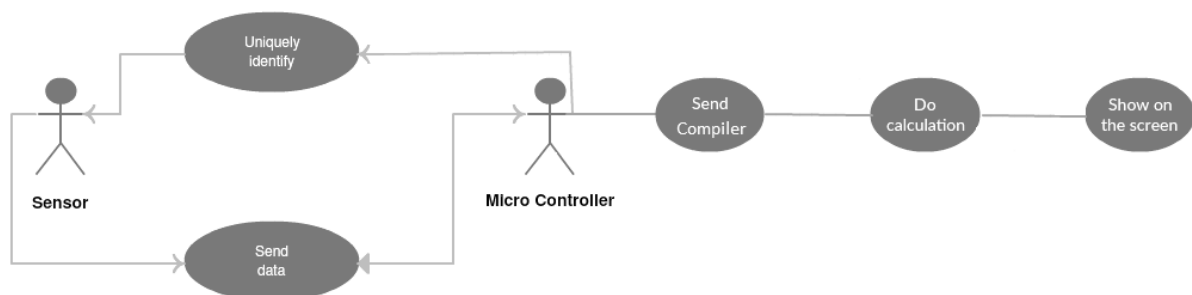 Uniquely
identify
Sensor
Micro Controller
Send
Compiler
Do
calculation
Show on
the screen
Send
data